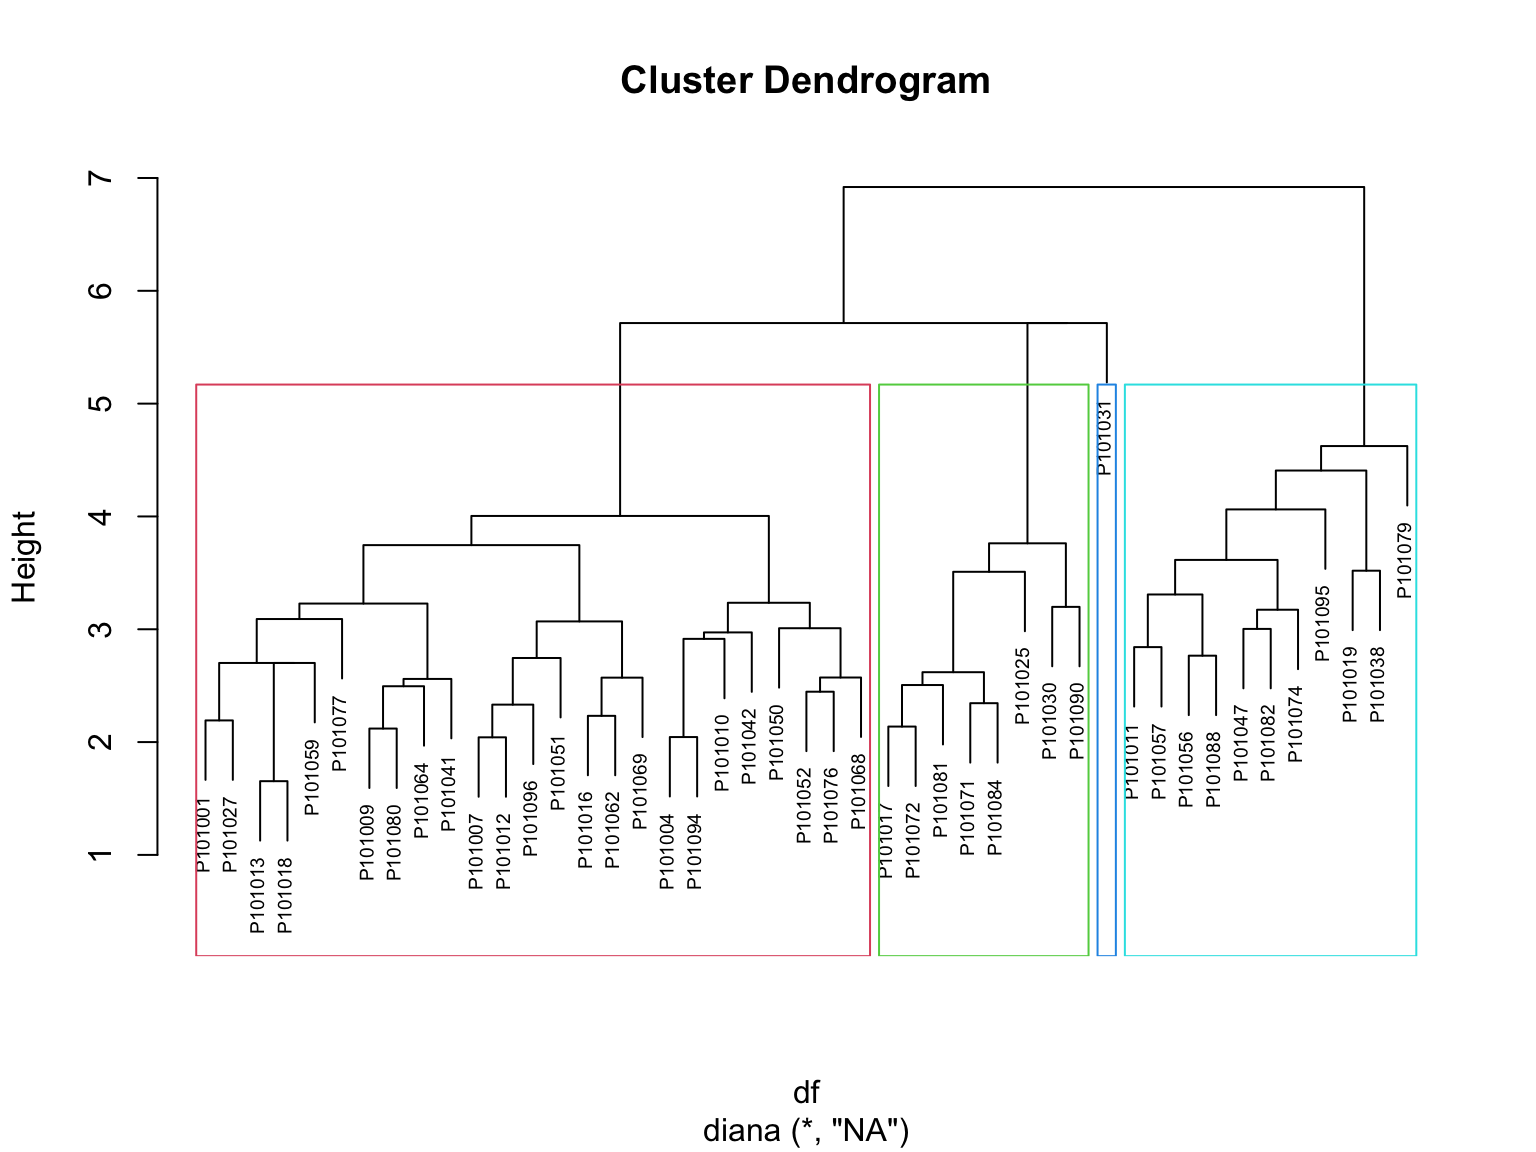 Cluster Dendrogram
Height
7
6
5
4
3
2
1
P101001
P101027
P101013
P101018
P101059
P101077
P101009
P101080
P101064
P101041
P101007
P101012
P101096
P101051
P101016
P101062
P101069
P101004
P101094
P101010
P101042
P101050
P101052
P101076
P101068
P101017
P101072
P101081
P101071
P101084
P101025
P101030
P101090
P101031
P101011
P101057
P101056
P101088
P101047
P101082
P101074
P101095
P101019
P101038
P101079
df
diana (*, "NA")